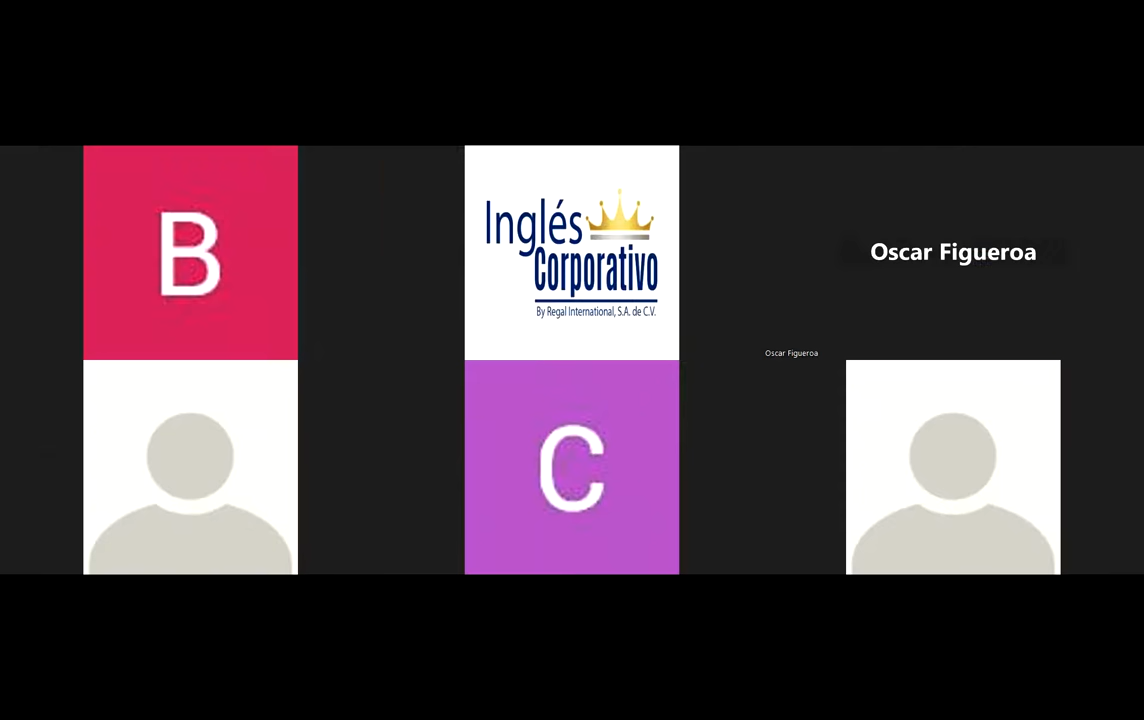 B
Inglés
Corporativo
By Regal International, S.A. de C.V.
Oscar Figueroa
Oscar Figueroa
C